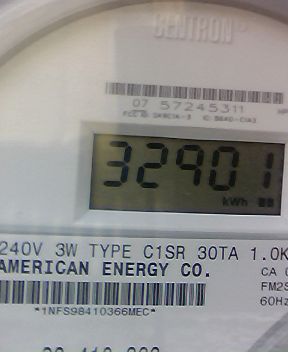 CENTRON®
07 57245311
32901
kWh
240V 3W TYPE C1SR 30TA 1.0K
AMERICAN ENERGY CO.
CA 0
FM2S
60Hz
*1NFS98410366MEC*